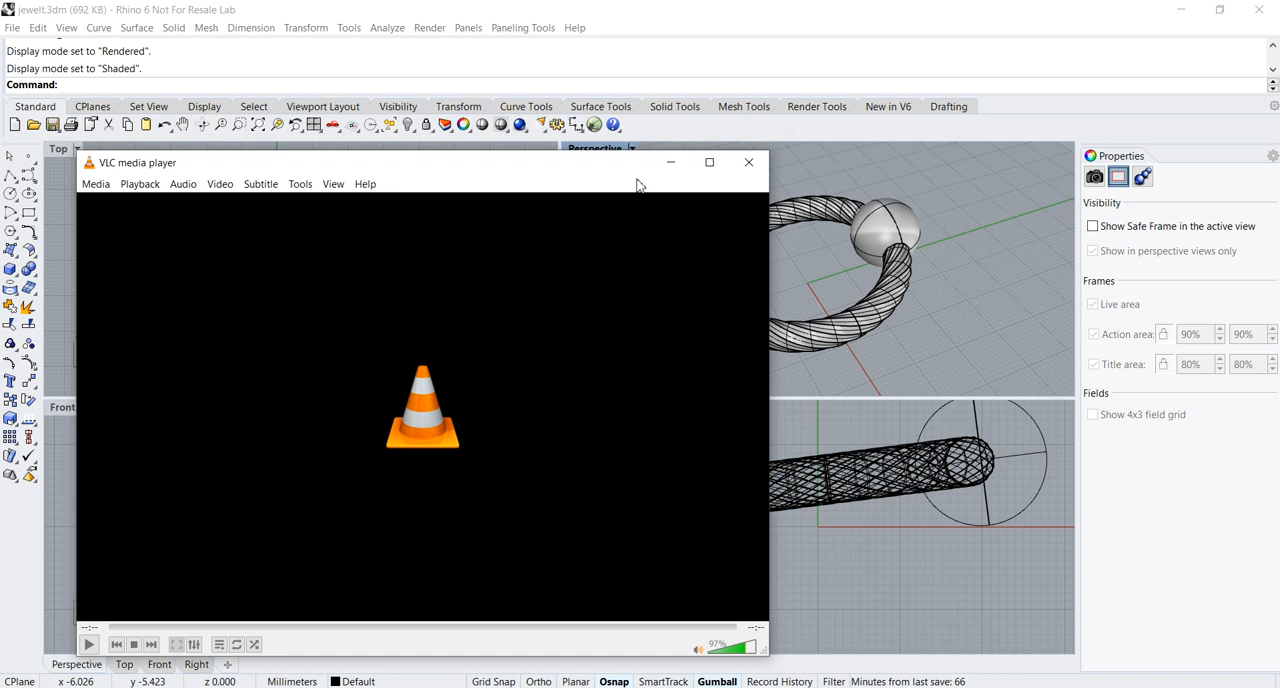 jewelt.3dm (692 KB) - Rhino 6 Not For Resale Lab
File Edit View Curve Surface Solid Mesh Dimension Transform Tools Analyze Render Panels Paneling Tools Help
Display mode set to "Rendered".
Display mode set to "Shaded".
Command:
Standard CPlanes Set View Display Select Viewport Layout Visibility Transform Curve Tools Surface Tools Solid Tools Mesh Tools Render Tools New in V6 Drafting
Top
Perspective
VLC media player
Media Playback Audio Video Subtitle Tools View Help
Properties
Visibility
Show Safe Frame in the active view
Show in perspective views only
Frames
Live area
Action area: 90% 90%
Title area: 80% 80%
Fields
Show 4x3 field grid
Front
--:-- --:--
97%
Perspective Top Front Right
CPlane x -6.026 y -5.423 z 0.000 Millimeters Default Grid Snap Ortho Planar Osnap SmartTrack Gumball Record History Filter Minutes from last save: 66